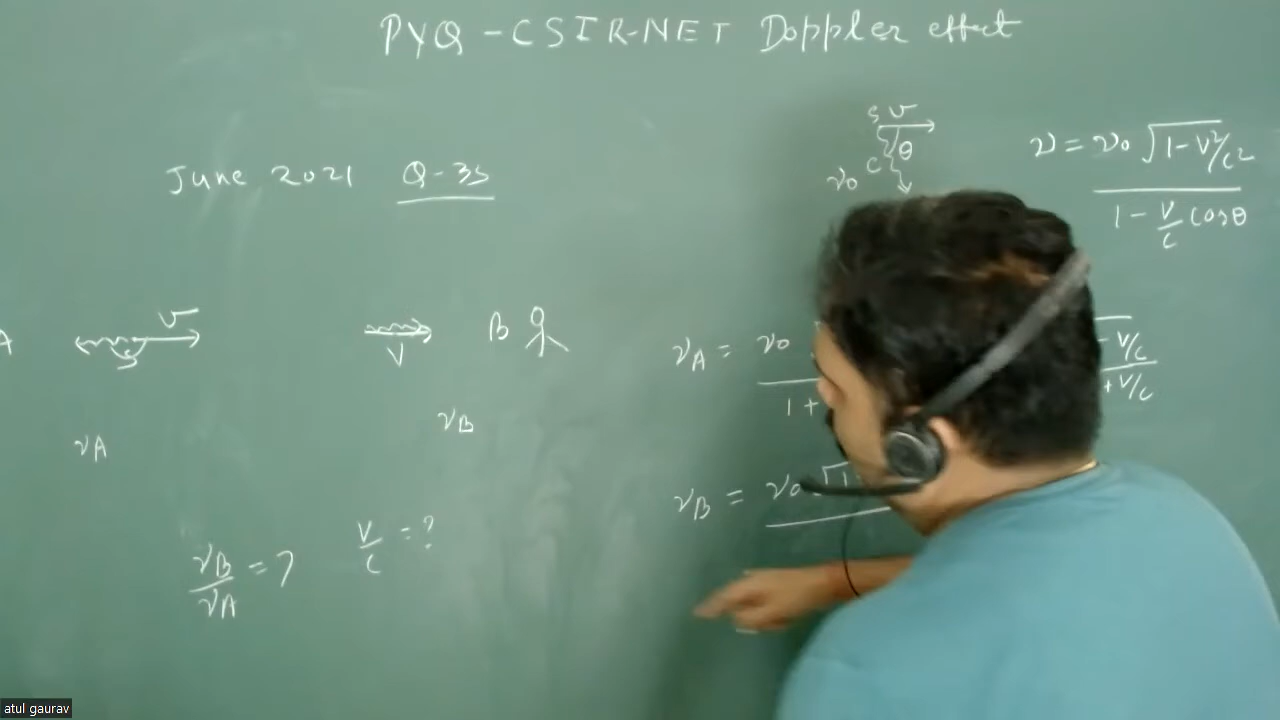 PYQ - CSIR-NET Doppler effect
June 2021 Q-35
S v
C θ
ν0
ν = ν0 √1-v²/c²
1 - v/c cosθ
A
v
S
V
B
νA
νB
νB/νA = 7
v/c = ?
νA = ν0
1 +
- v/c
+ v/c
νB = ν0 √1-
atul gaurav